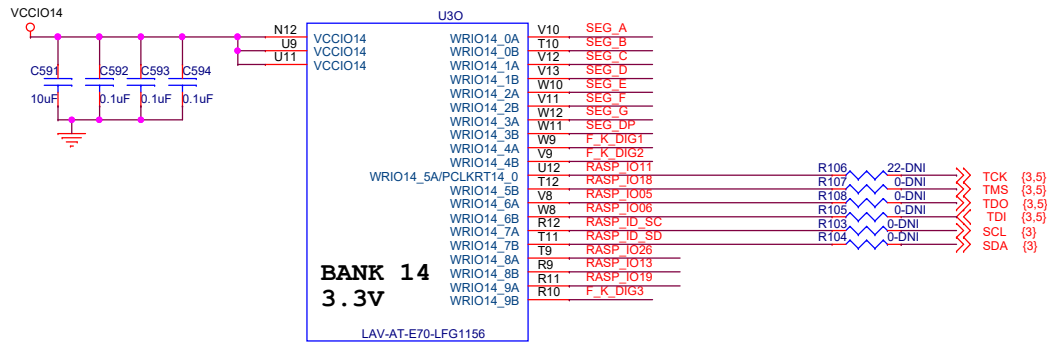 VCCIO14
U3O
N12 VCCIO14 WRIO14_0A V10 SEG_A
U9 VCCIO14 WRIO14_0B T10 SEG_B
U11 VCCIO14 WRIO14_1A V12 SEG_C
C591 C592 C593 C594 WRIO14_1B V13 SEG_D
WRIO14_2A W10 SEG_E
10uF 0.1uF 0.1uF 0.1uF WRIO14_2B V11 SEG_F
WRIO14_3A W12 SEG_G
WRIO14_3B W11 SEG_DP
WRIO14_4A W9 F_K_DIG1
WRIO14_4B V9 F_K_DIG2
WRIO14_5A/PCLKRT14_0 U12 RASP_IO11 R106 22-DNI TCK {3,5}
WRIO14_5B T12 RASP_IO18 R107 0-DNI TMS {3,5}
WRIO14_6A V8 RASP_IO05 R108 0-DNI TDO {3,5}
WRIO14_6B W8 RASP_IO06 R105 0-DNI TDI {3,5}
WRIO14_7A R12 RASP_ID_SC R103 0-DNI SCL {3}
WRIO14_7B T11 RASP_ID_SD R104 0-DNI SDA {3}
WRIO14_8A T9 RASP_IO26
BANK 14 WRIO14_8B R9 RASP_IO13
WRIO14_9A R11 RASP_IO19
3.3V WRIO14_9B R10 F_K_DIG3
LAV-AT-E70-LFG1156